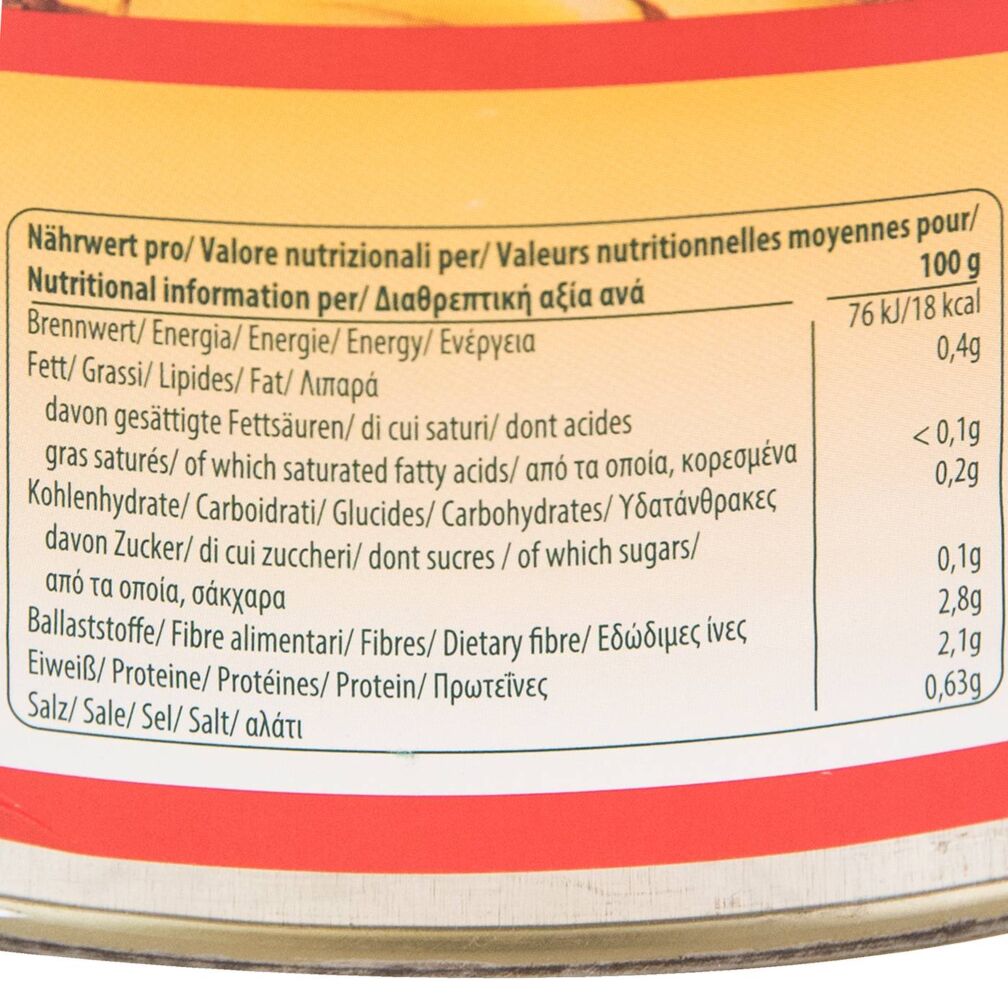 Nährwert pro/ Valore nutrizionali per/ Valeurs nutritionnelles moyennes pour/
Nutritional information per/ Διαθρεπτική αξία ανά 100 g
Brennwert/ Energia/ Energie/ Energy/ Ενέργεια 76 kJ/18 kcal
Fett/ Grassi/ Lipides/ Fat/ Λιπαρά 0,4g
davon gesättigte Fettsäuren/ di cui saturi/ dont acides
gras saturés/ of which saturated fatty acids/ από τα οποία, κορεσμένα < 0,1g
Kohlenhydrate/ Carboidrati/ Glucides/ Carbohydrates/ Υδατάνθρακες 0,2g
davon Zucker/ di cui zuccheri/ dont sucres / of which sugars/
από τα οποία, σάκχαρα 0,1g
Ballaststoffe/ Fibre alimentari/ Fibres/ Dietary fibre/ Εδώδιμες ίνες 2,8g
Eiweiß/ Proteine/ Protéines/ Protein/ Πρωτεΐνες 2,1g
Salz/ Sale/ Sel/ Salt/ αλάτι 0,63g